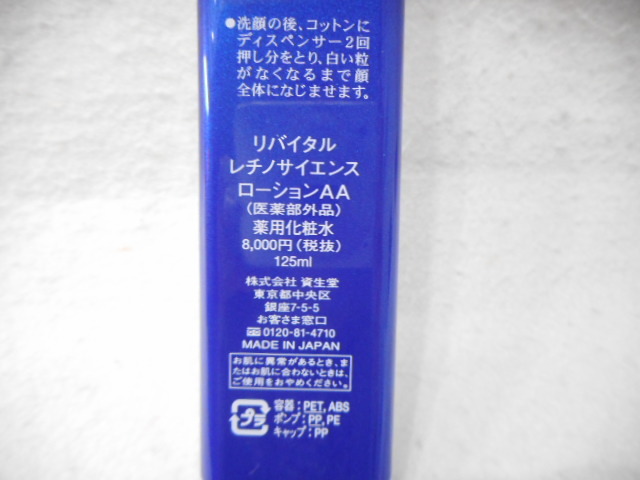 ●洗顔の後、コットンに
ディスペンサー2回
押し分をとり、白い粒
がなくなるまで顔
全体になじませます。
リバイタル
レチノサイエンス
ローションAA
(医薬部外品)
薬用化粧水
8,000円(税抜)
125ml
株式会社 資生堂
東京都中央区
銀座7-5-5
お客さま窓口
0120-81-4710
MADE IN JAPAN
お肌に異常があるとき、ま
たはお肌に合わないときは、
ご使用をおやめください。
プラ
容器:PET,ABS
ポンプ:PP,PE
キャップ:PP